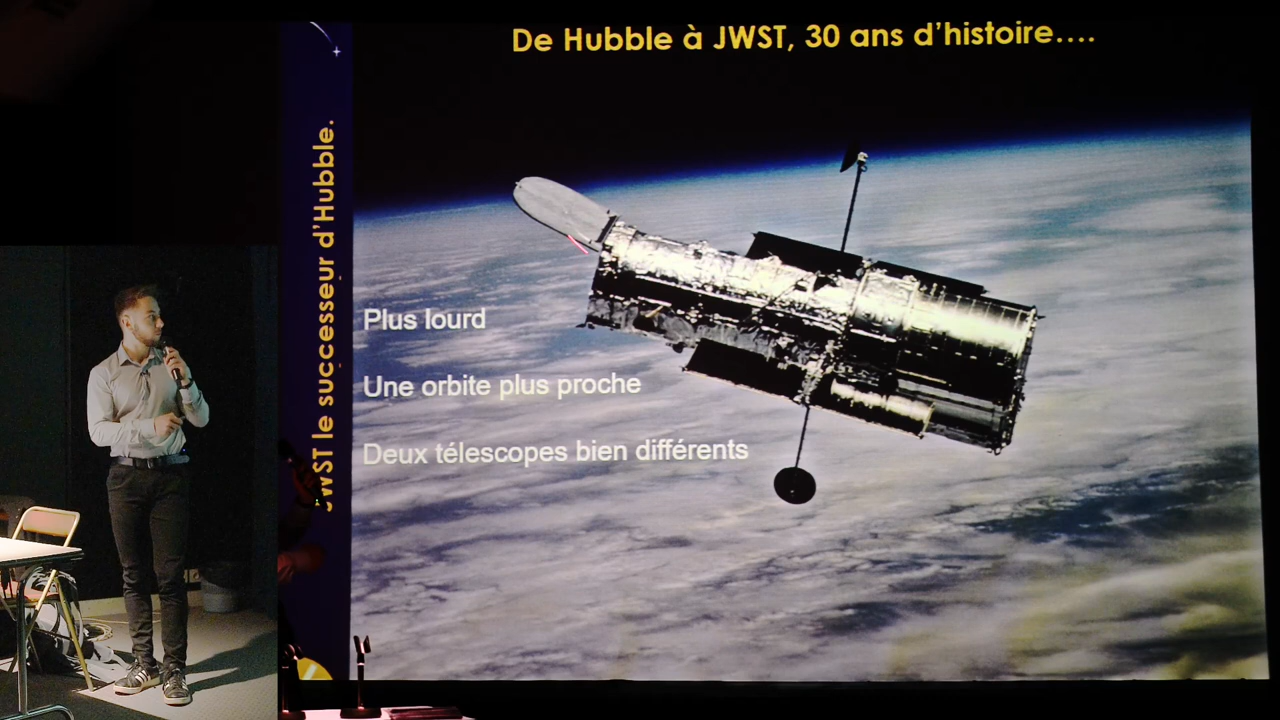 De Hubble à JWST, 30 ans d'histoire....
JWST le successeur d'Hubble.
Plus lourd
Une orbite plus proche
Deux télescopes bien différents